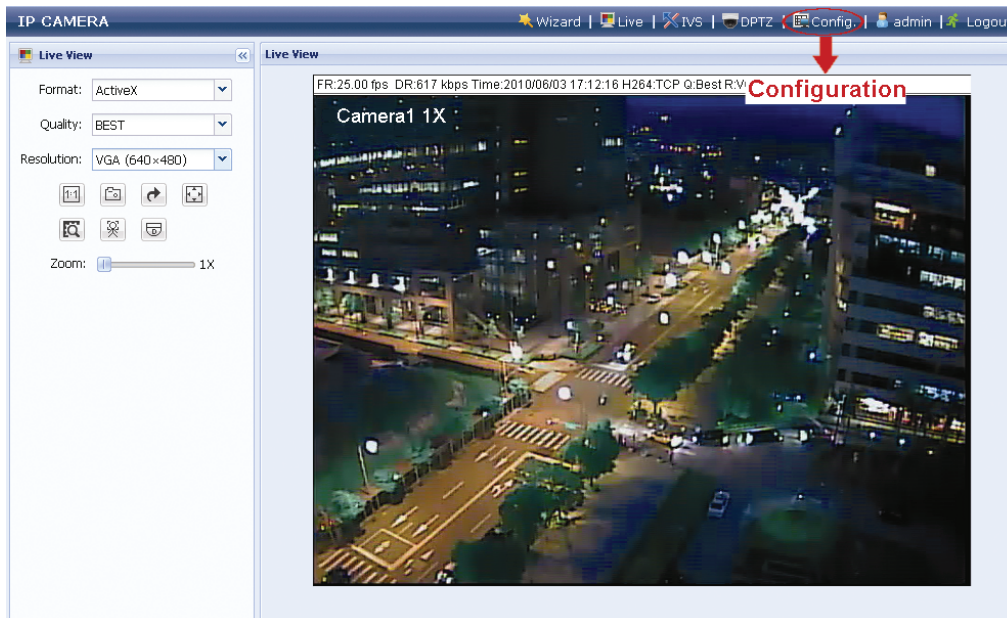 IP CAMERA
Wizard | Live | IVS | DPTZ | Config. | admin | Logou
Live View
Live View
Format: ActiveX
Quality: BEST
Resolution: VGA (640×480)
1:1
Zoom: 1X
FR:25.00 fps DR:617 kbps Time:2010/06/03 17:12:16 H264:TCP Q:Best
Configuration
Camera1 1X